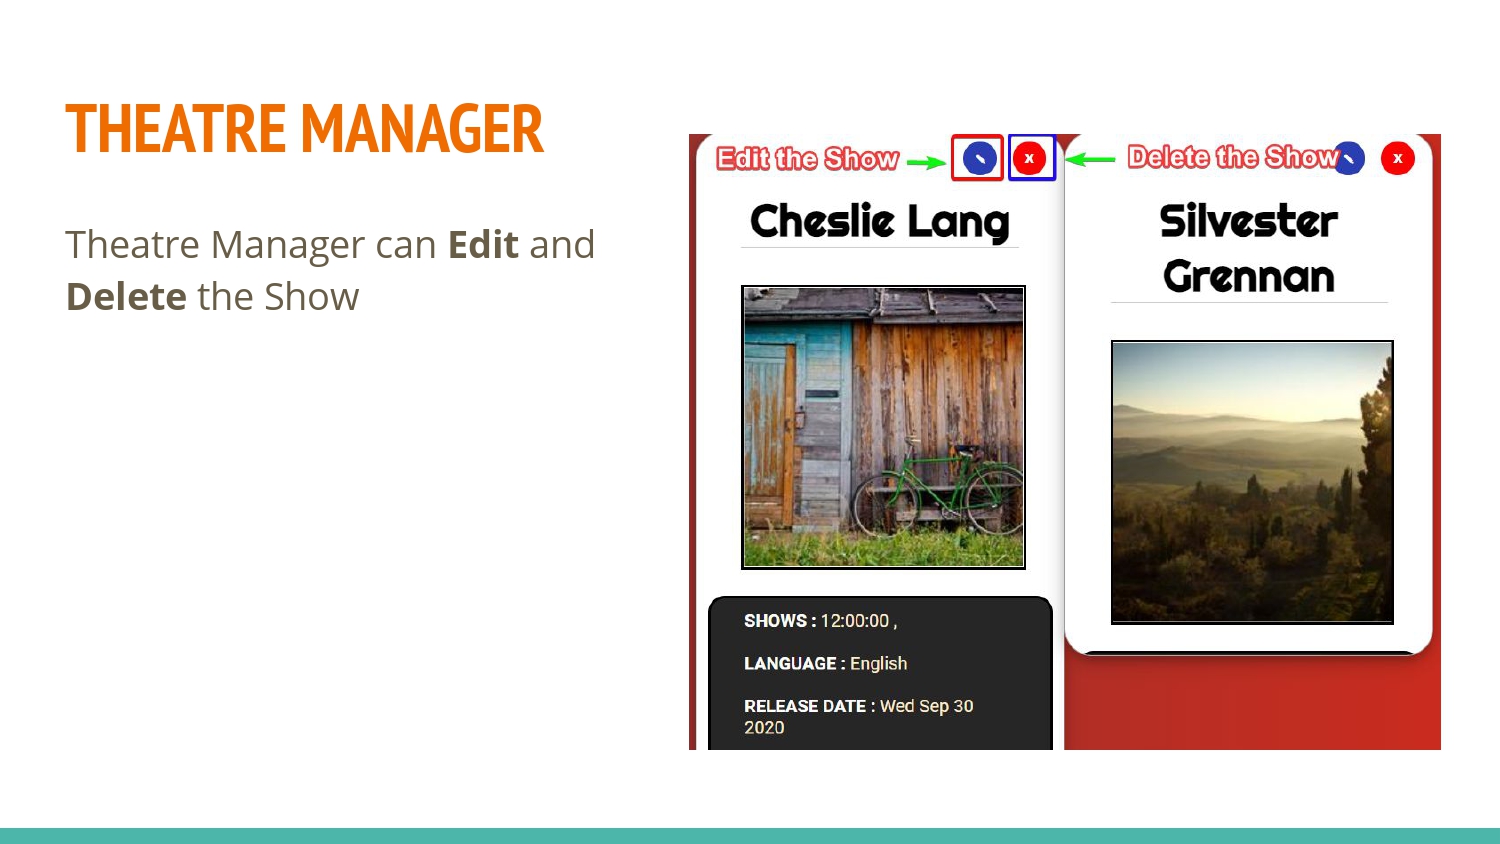 THEATRE MANAGER
Theatre Manager can Edit and
Delete the Show
Edit the Show
x
Delete the Show
x
Cheslie Lang
Silvester
Grennan
SHOWS : 12:00:00 ,
LANGUAGE : English
RELEASE DATE : Wed Sep 30
2020